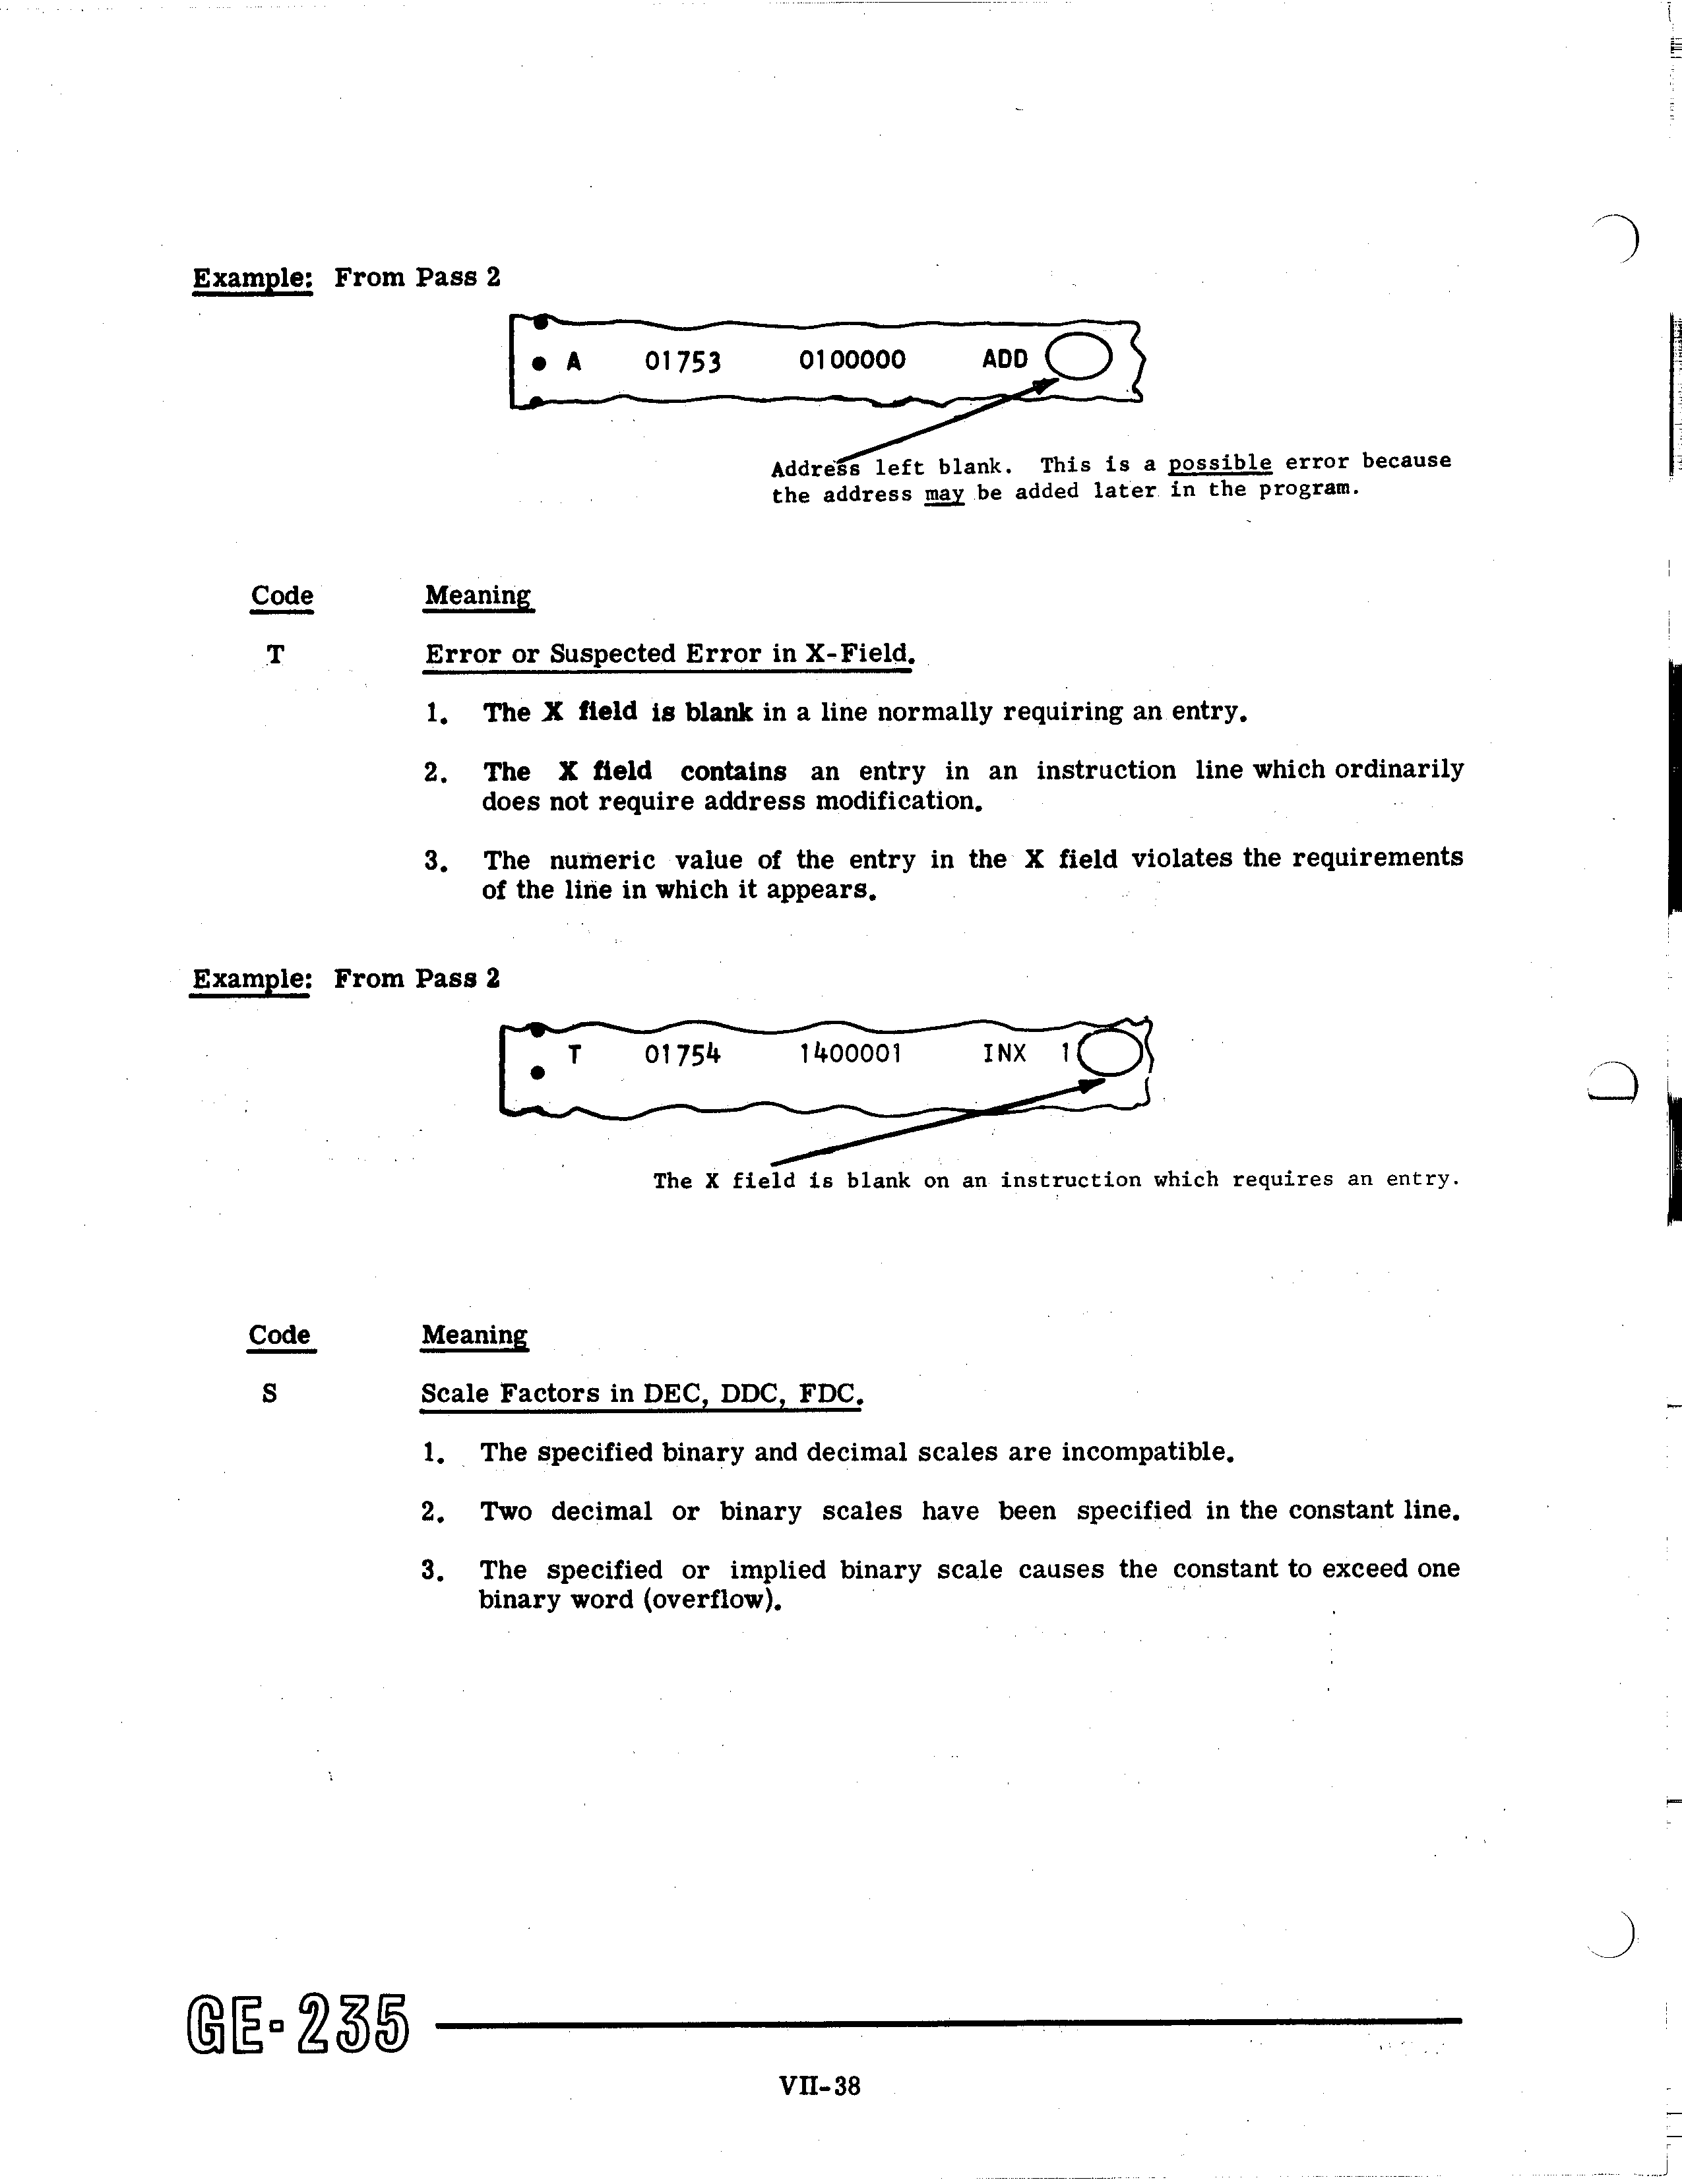 Example: From Pass 2
A 01753 0100000 ADD
Address left blank. This is a possible error because
the address may be added later in the program.
Code Meaning
T Error or Suspected Error in X-Field.
1. The X field is blank in a line normally requiring an entry.
2. The X field contains an entry in an instruction line which ordinarily
does not require address modification.
3. The numeric value of the entry in the X field violates the requirements
of the line in which it appears.
Example: From Pass 2
T 01754 1400001 INX 1
The X field is blank on an instruction which requires an entry.
Code Meaning
S Scale Factors in DEC, DDC, FDC.
1. The specified binary and decimal scales are incompatible.
2. Two decimal or binary scales have been specified in the constant line.
3. The specified or implied binary scale causes the constant to exceed one
binary word (overflow).
GE-235
VII-38